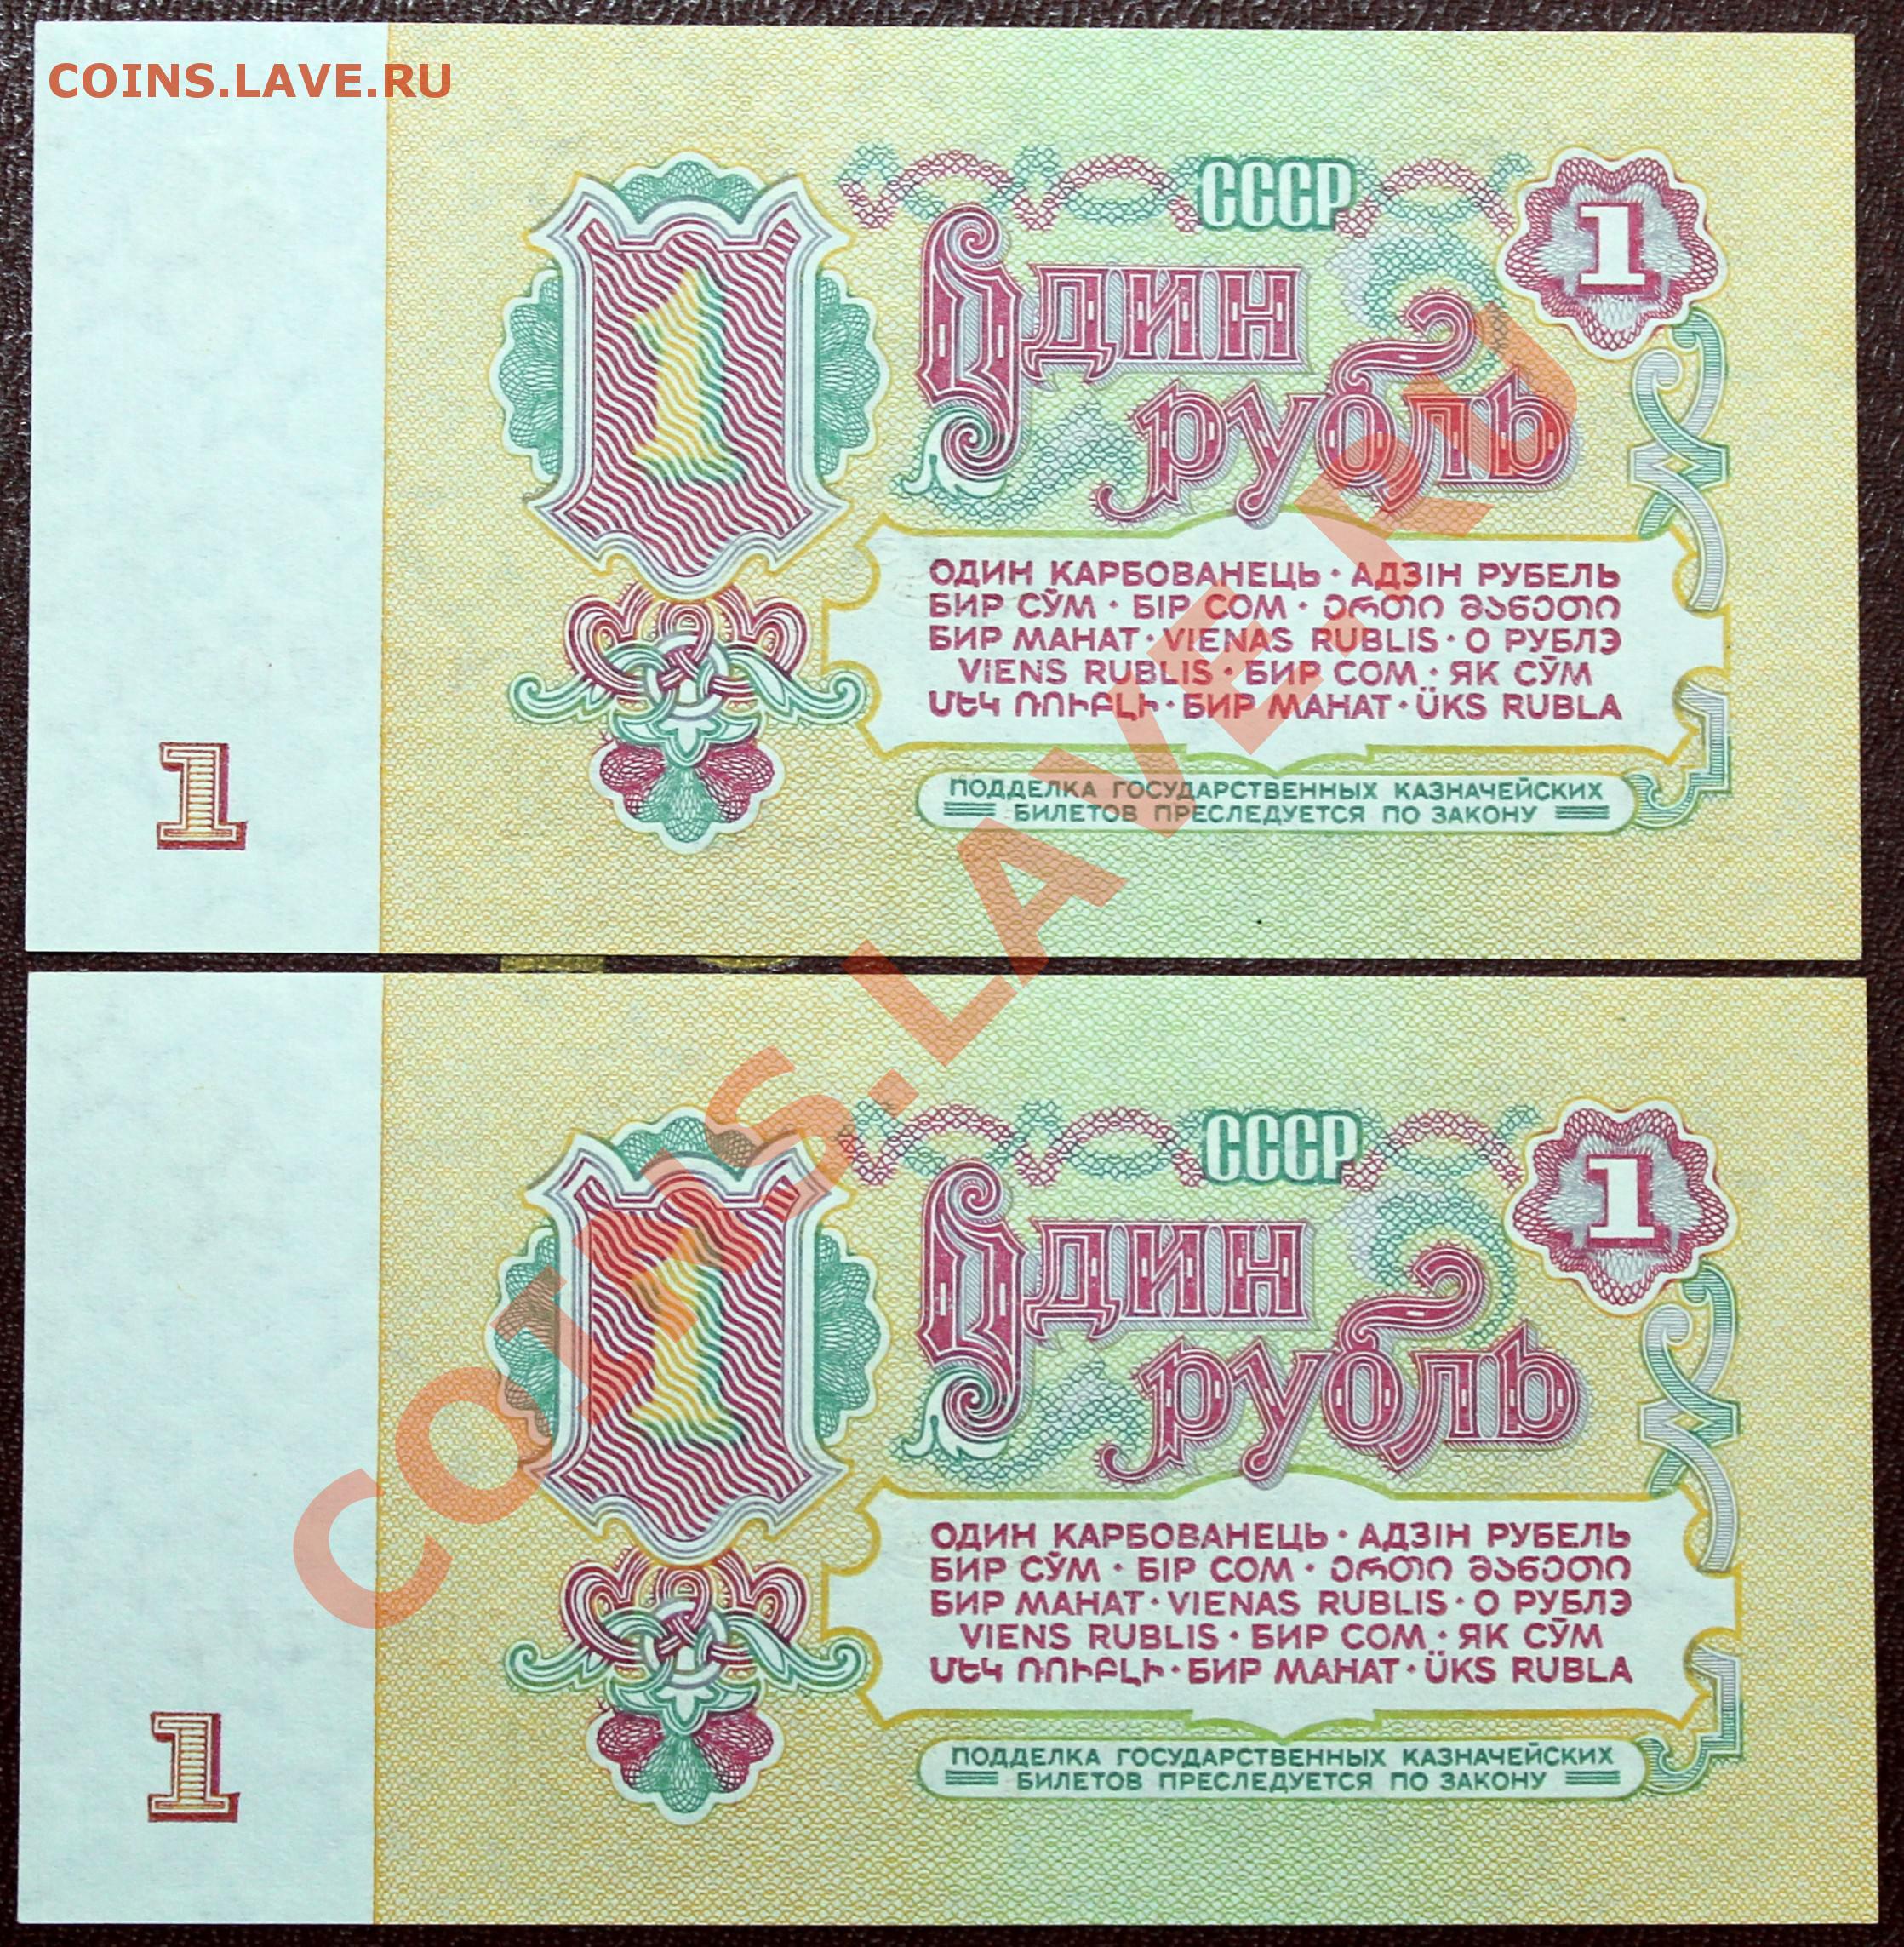 COINS.LAVE.RU
СССР
1
1
Один
рубль
ОДИН КАРБОВАНЕЦЬ · АДЗІН РУБЕЛЬ
БИР СЎМ · БІР СОМ · ერთი მანეთი
БИР МАНАТ · VIENAS RUBLIS · О РУБЛЭ
VIENS RUBLIS · БИР СОМ · ЯК СӮМ
ՄԵԿ ՌՈՒԲԼԻ · БИР МАНАТ · ÜKS RUBLA
1
ПОДДЕЛКА ГОСУДАРСТВЕННЫХ КАЗНАЧЕЙСКИХ
БИЛЕТОВ ПРЕСЛЕДУЕТСЯ ПО ЗАКОНУ
COINS.LAVE.RU
СССР
1
1
Один
рубль
ОДИН КАРБОВАНЕЦЬ · АДЗІН РУБЕЛЬ
БИР СЎМ · БІР СОМ · ერთი მანეთი
БИР МАНАТ · VIENAS RUBLIS · О РУБЛЭ
VIENS RUBLIS · БИР СОМ · ЯК СӮМ
ՄԵԿ ՌՈՒԲԼԻ · БИР МАНАТ · ÜKS RUBLA
1
ПОДДЕЛКА ГОСУДАРСТВЕННЫХ КАЗНАЧЕЙСКИХ
БИЛЕТОВ ПРЕСЛЕДУЕТСЯ ПО ЗАКОНУ